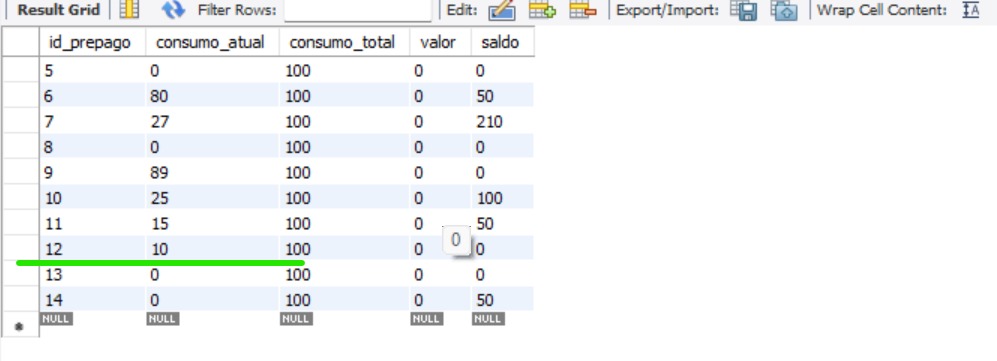 Result Grid Filter Rows: Edit: Export/Import: Wrap Cell Content: IA
id_prepago consumo_atual consumo_total valor saldo
5 0 100 0 0
6 80 100 0 50
7 27 100 0 210
8 0 100 0 0
9 89 100 0 0
10 25 100 0 100
11 15 100 0 50
12 10 100 0 0 0
13 0 100 0 0
14 0 100 0 50
NULL NULL NULL NULL NULL